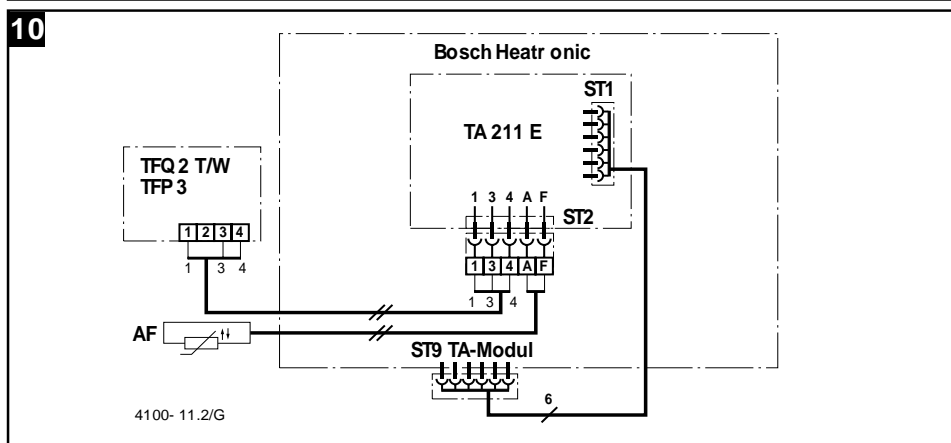 10
Bosch Heatr onic
ST1
TA 211 E
TFQ 2 T/W
TFP 3
1 3 4 A F
ST2
1 2 3 4
1 3 4
1 3 4 A F
1 3 4
AF
ST9 TA-Modul
6
4100- 11.2/G